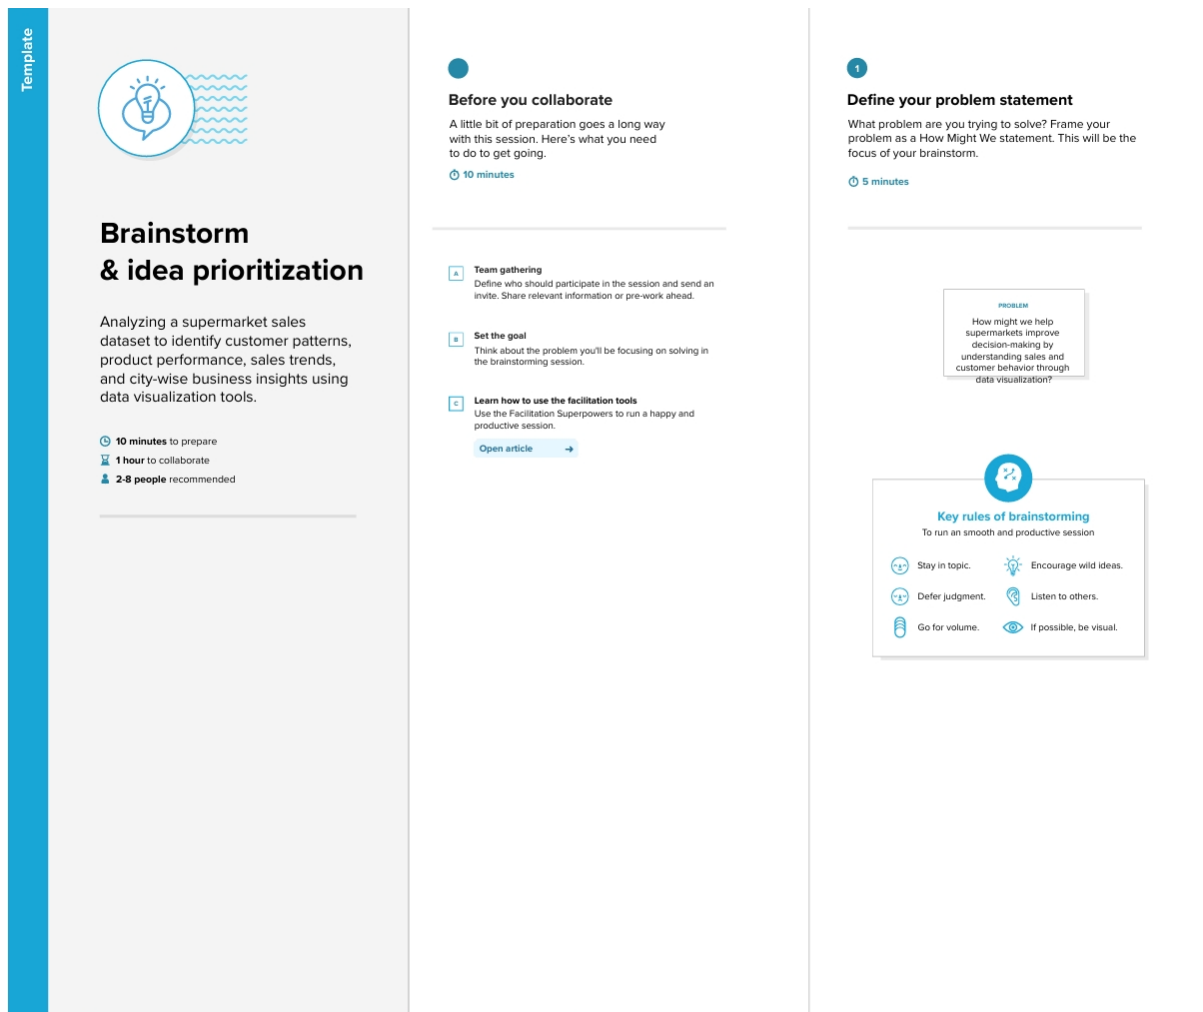 Template
Brainstorm
& idea prioritization
Analyzing a supermarket sales
dataset to identify customer patterns,
product performance, sales trends,
and city-wise business insights using
data visualization tools.
10 minutes to prepare
1 hour to collaborate
2-8 people recommended
Before you collaborate
A little bit of preparation goes a long way
with this session. Here's what you need
to do to get going.
10 minutes
A
Team gathering
Define who should participate in the session and send an
invite. Share relevant information or pre-work ahead.
B
Set the goal
Think about the problem you'll be focusing on solving in
the brainstorming session.
C
Learn how to use the facilitation tools
Use the Facilitation Superpowers to run a happy and
productive session.
Open article
1
Define your problem statement
What problem are you trying to solve? Frame your
problem as a How Might We statement. This will be the
focus of your brainstorm.
5 minutes
PROBLEM
How might we help
supermarkets improve
decision-making by
understanding sales and
customer behavior through
data visualization?
Key rules of brainstorming
To run an smooth and productive session
Stay in topic.
Encourage wild ideas.
Defer judgment.
Listen to others.
Go for volume.
If possible, be visual.